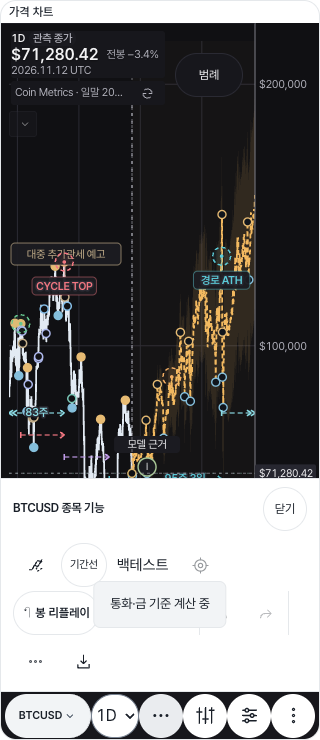 가격 차트
1D 관측 종가
$71,280.42 전봉 −3.4%
2026.11.12 UTC
범례
Coin Metrics · 일말 20...
$200,000
대중 추가관세 예고
CYCLE TOP
경로 ATH
$100,000
83주
모델 근거
$71,280.42
BTCUSD 종목 기능
닫기
기간선
백테스트
봉 리플레이
통화·금 기준 계산 중
BTCUSD
1D